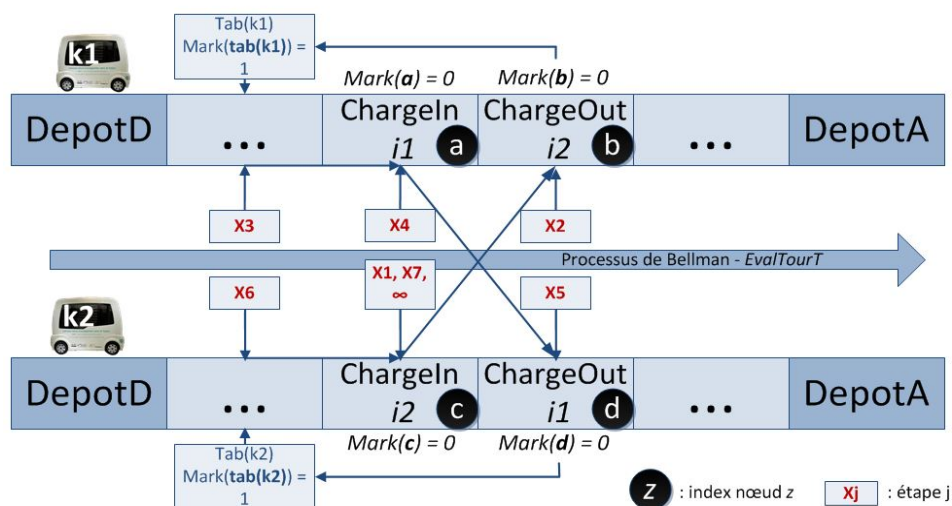 Tab(k1)
Mark(tab(k1)) =
1
k1
Mark(a) = 0
Mark(b) = 0
DepotD
...
ChargeIn
i1
a
ChargeOut
i2
b
...
DepotA
X3
X4
X2
Processus de Bellman - EvalTourT
X6
X1, X7,
∞
X5
k2
DepotD
...
ChargeIn
i2
c
ChargeOut
i1
d
...
DepotA
Tab(k2)
Mark(tab(k2)) =
1
Mark(c) = 0
Mark(d) = 0
z : index nœud z
Xj : étape j